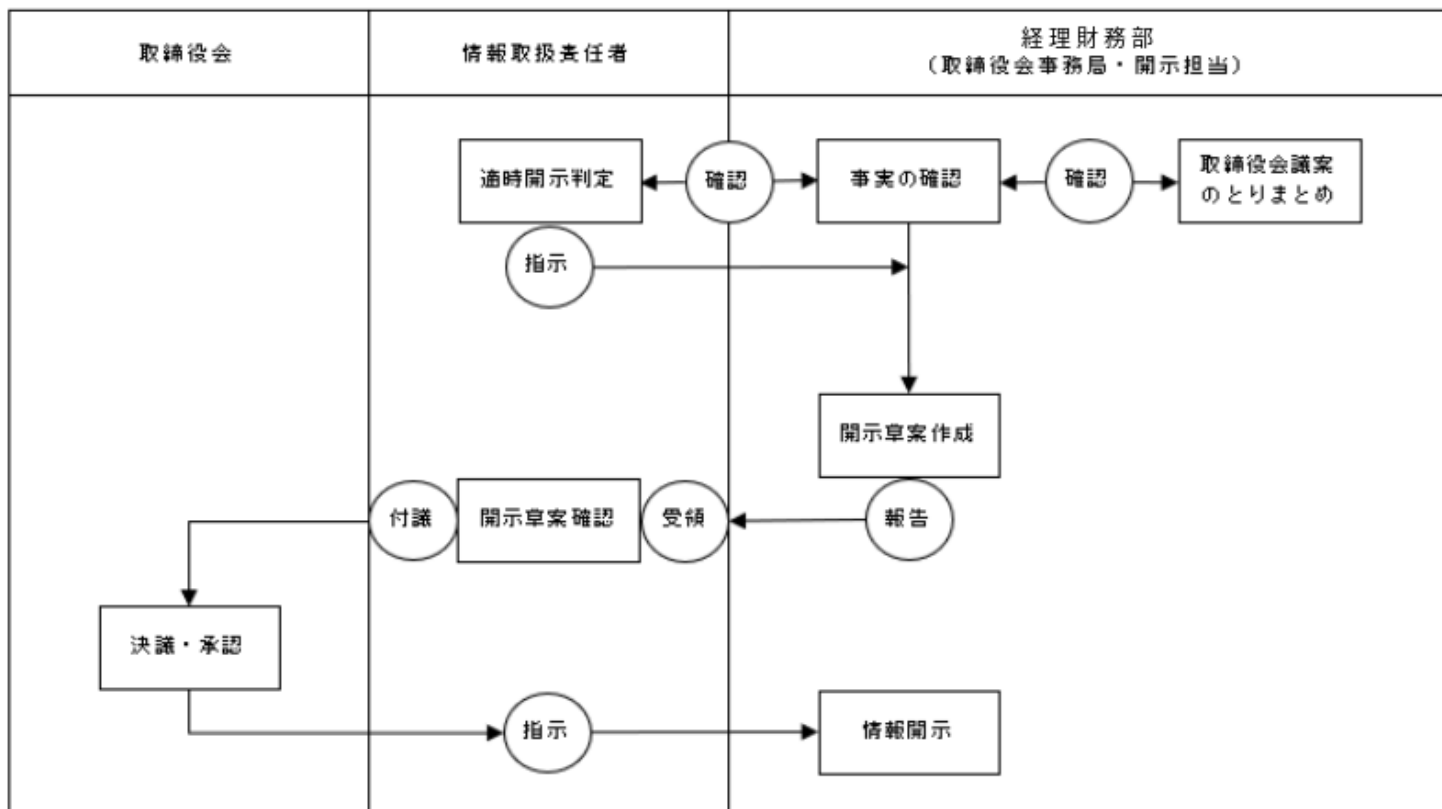 取締役会
情報取扱責任者
経理財務部
（取締役会事務局・開示担当）
適時開示判定
確認
事実の確認
確認
取締役会議案
のとりまとめ
指示
開示草案作成
付議
開示草案確認
受領
報告
決議・承認
指示
情報開示